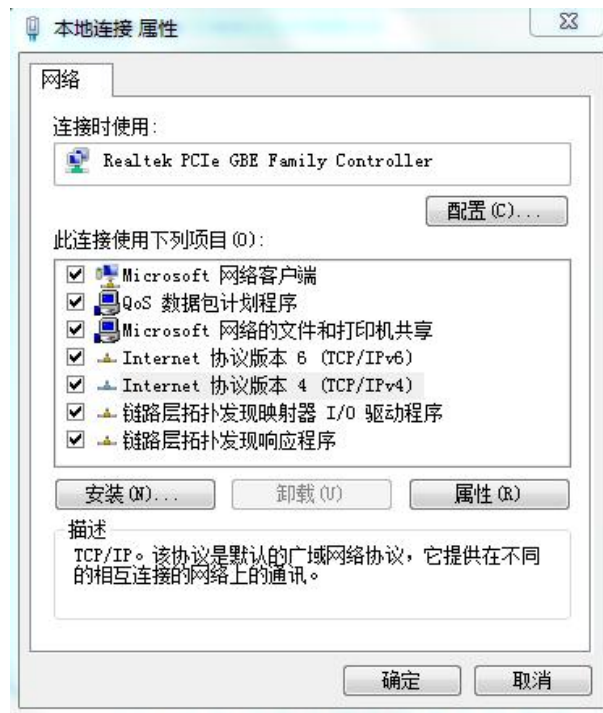 本地连接 属性
网络
连接时使用:
Realtek PCIe GBE Family Controller
配置(C)...
此连接使用下列项目(O):
Microsoft 网络客户端
QoS 数据包计划程序
Microsoft 网络的文件和打印机共享
Internet 协议版本 6 (TCP/IPv6)
Internet 协议版本 4 (TCP/IPv4)
链路层拓扑发现映射器 I/O 驱动程序
链路层拓扑发现响应程序
安装(N)... 卸载(U) 属性(R)
描述
TCP/IP。该协议是默认的广域网络协议，它提供在不同
的相互连接的网络上的通讯。
确定 取消